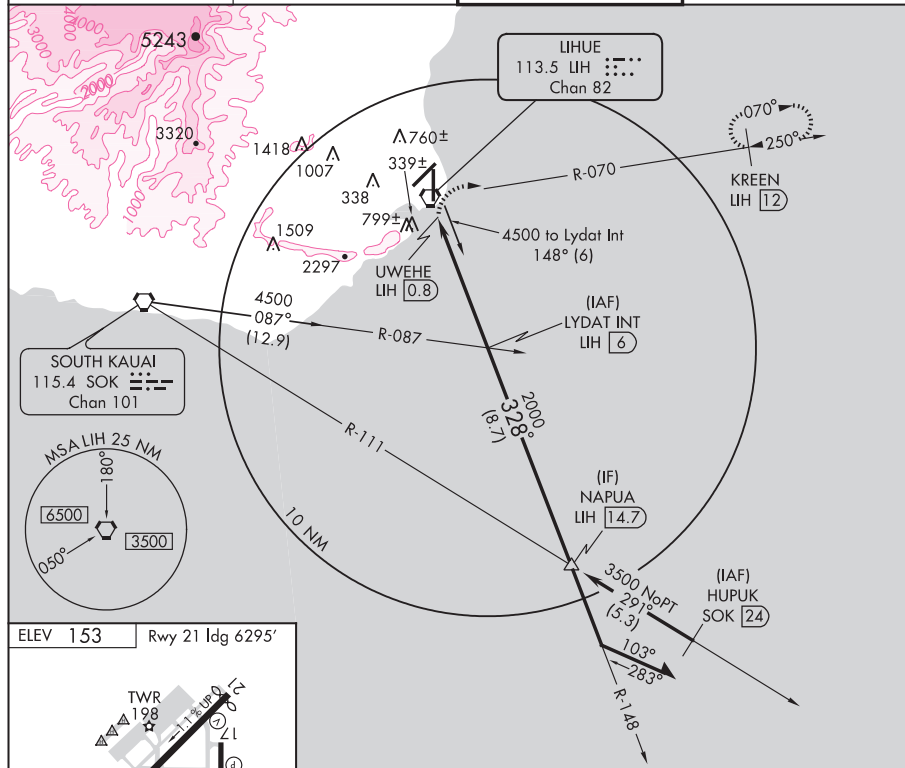 3000
5243
2000
3320
1000
1418
1007
760±
339±
338
799±
1509
2297
LIHUE
113.5 LIH
Chan 82
070°
250°
R-070
KREEN
LIH 12
4500 to Lydat Int
148° (6)
UWEHE
LIH 0.8
4500
087°
(12.9)
R-087
(IAF)
LYDAT INT
LIH 6
SOUTH KAUAI
115.4 SOK
Chan 101
R-111
2000
328°
(8.7)
MSA LIH 25 NM
180°
6500
3500
050°
10 NM
(IF)
NAPUA
LIH 14.7
3500 NoPT
291°
(5.3)
(IAF)
HUPUK
SOK 24
103°
283°
R-148
ELEV 153
Rwy 21 ldg 6295'
TWR
198
1.1% UP
21
V
17
P